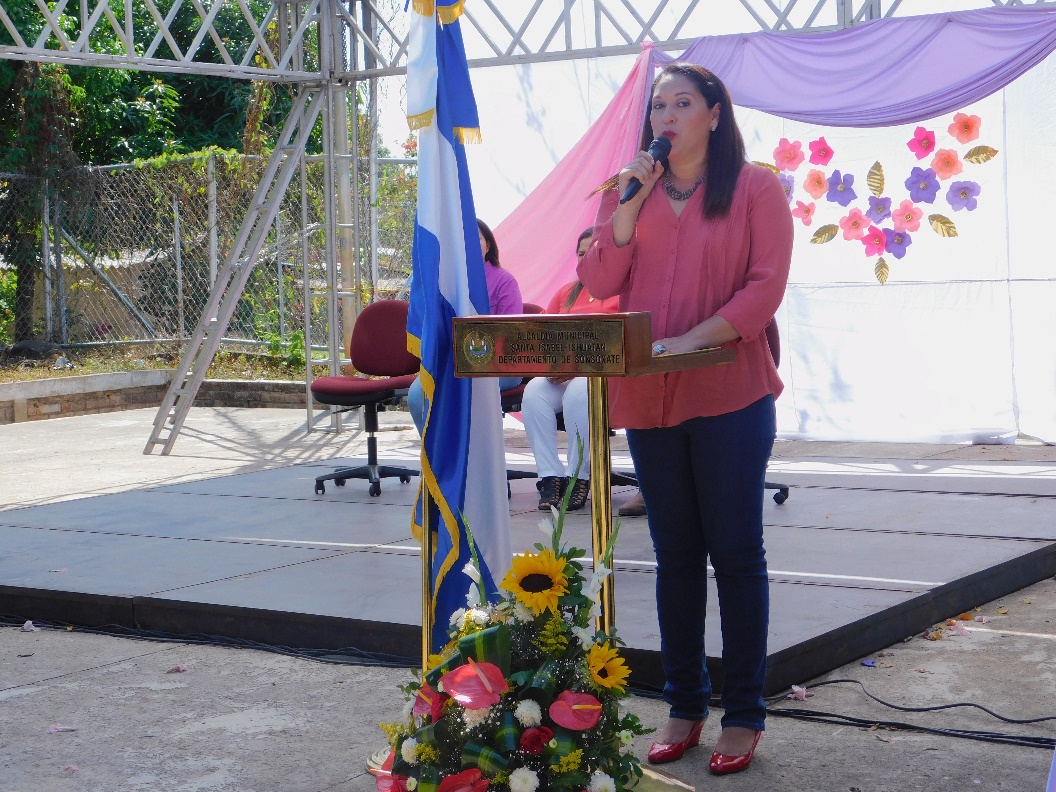 ALCALDIA MUNICIPAL
SANTA ISABEL ISHUATAN
DEPARTAMENTO DE SONSONATE